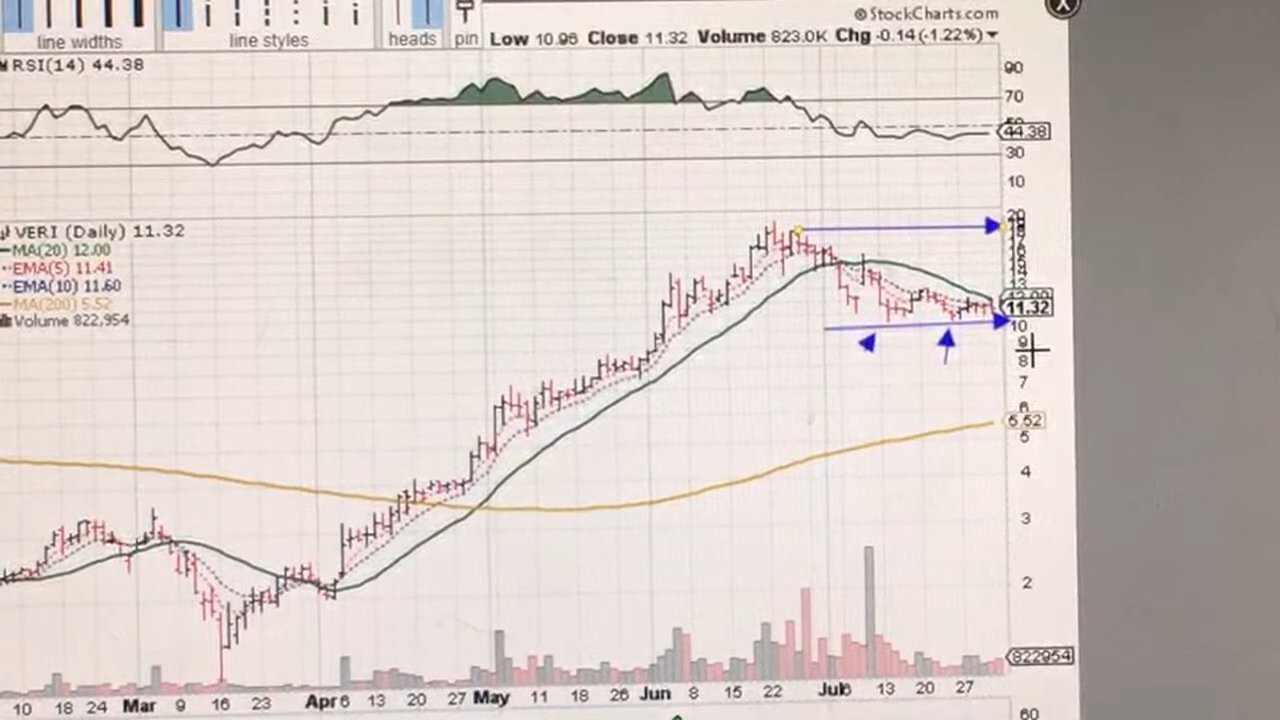 line widths line styles heads pin
©StockCharts.com
Low 10.96 Close 11.32 Volume 823.0K Chg -0.14 (-1.22%)
RSI(14) 44.38
90
70
44.38
30
10
VERI (Daily) 11.32
MA(20) 12.00
EMA(5) 11.41
EMA(10) 11.60
MA(200) 5.52
Volume 822,954
20
12.00
11.32
10
9
8
7
6
5.52
5
4
3
2
822954
10 18 24 Mar 9 16 23 Apr 6 13 20 27 May 11 18 26 Jun 8 15 22 Jul 6 13 20 27
60